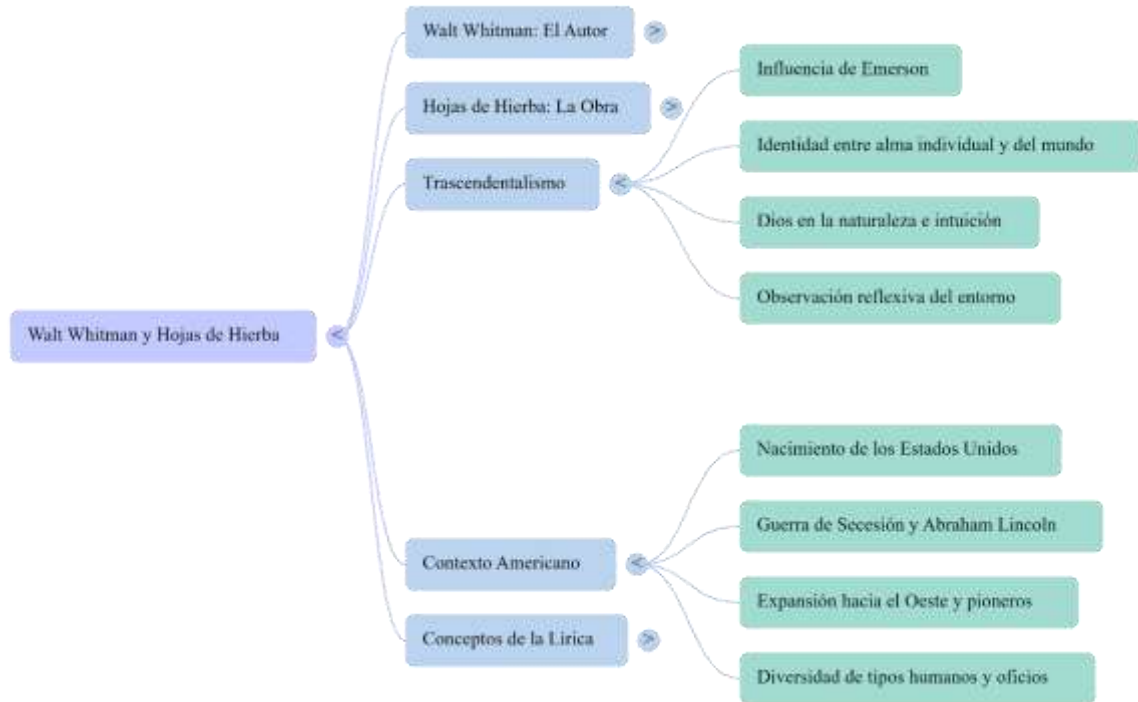 Walt Whitman y Hojas de Hierba
<
Walt Whitman: El Autor
>
Hojas de Hierba: La Obra
>
Trascendentalismo
<
Influencia de Emerson
Identidad entre alma individual y del mundo
Dios en la naturaleza e intuición
Observación reflexiva del entorno
Contexto Americano
<
Nacimiento de los Estados Unidos
Guerra de Secesión y Abraham Lincoln
Expansión hacia el Oeste y pioneros
Diversidad de tipos humanos y oficios
Conceptos de la Lírica
>